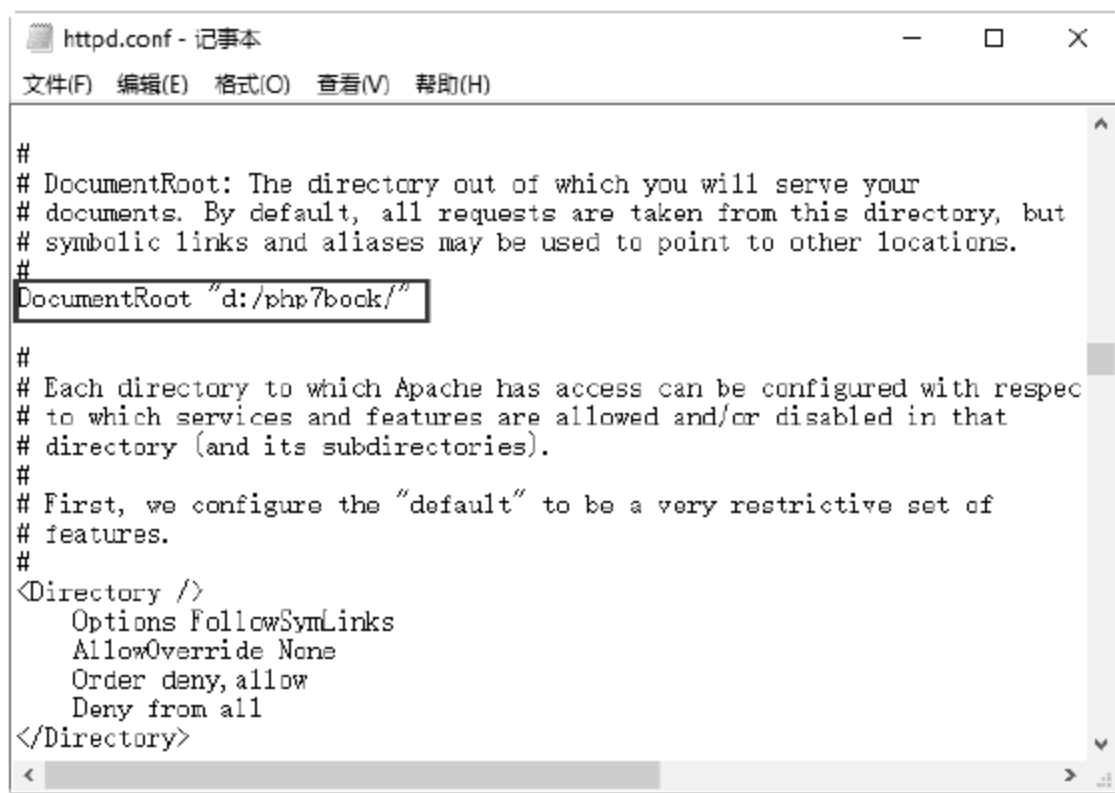 httpd.conf - 记事本
文件(F) 编辑(E) 格式(O) 查看(V) 帮助(H)
#
# DocumentRoot: The directory out of which you will serve your
# documents. By default, all requests are taken from this directory, but
# symbolic links and aliases may be used to point to other locations.
#
DocumentRoot "d:/php7book/"
#
# Each directory to which Apache has access can be configured with respec
# to which services and features are allowed and/or disabled in that
# directory (and its subdirectories).
#
# First, we configure the "default" to be a very restrictive set of
# features.
#
<Directory />
    Options FollowSymLinks
    AllowOverride None
    Order deny,allow
    Deny from all
</Directory>